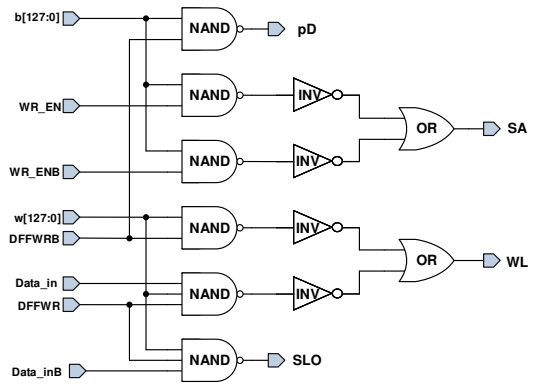 b[127:0]
NAND
pD
WR_EN
NAND
INV
OR
SA
WR_ENB
NAND
INV
w[127:0]
NAND
INV
DFFWRB
OR
WL
Data_in
NAND
INV
DFFWR
NAND
SLO
Data_inB